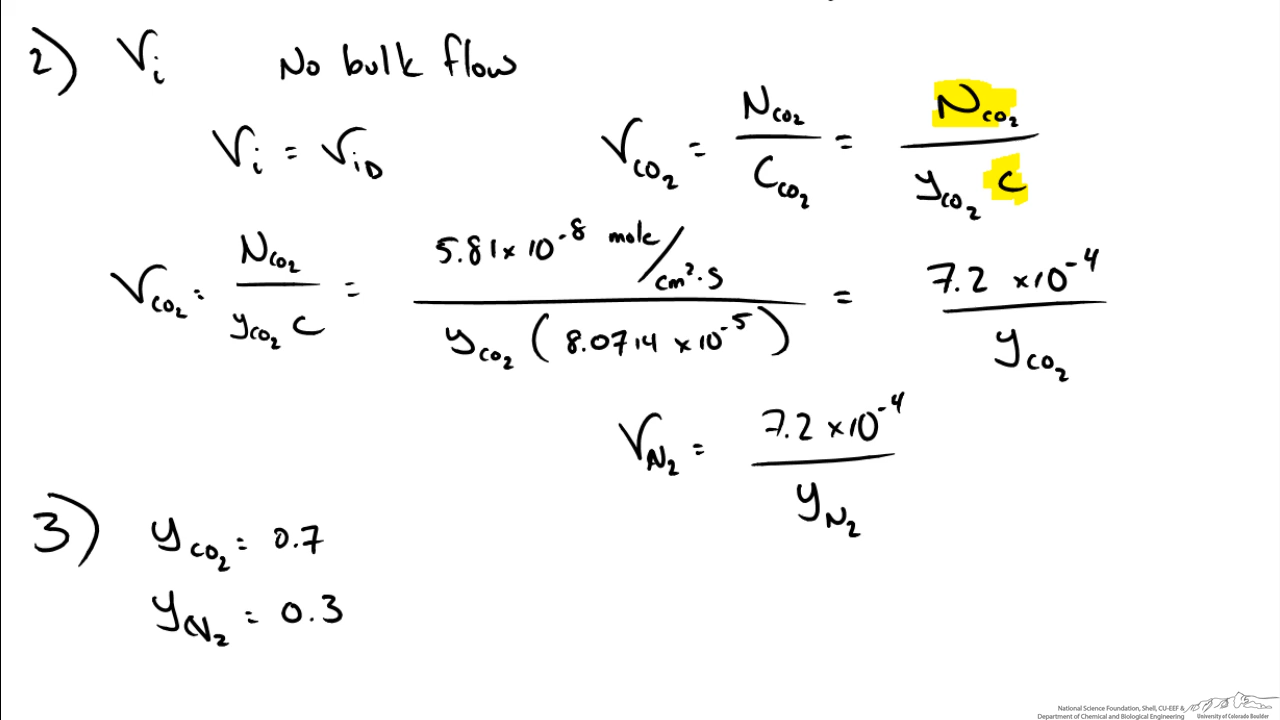 2) Vi No bulk flow
Vi = ViD
V_CO2 = N_CO2 / C_CO2 = N_CO2 / y_CO2 C
V_CO2 = N_CO2 / y_CO2 C = 5.81 x 10^-8 mole/cm²·s / y_CO2 (8.0714 x 10^-5) = 7.2 x 10^-4 / y_CO2
V_N2 = 7.2 x 10^-4 / y_N2
3) y_CO2 = 0.7
y_N2 = 0.3
National Science Foundation, Shell, CU-EEF &
Department of Chemical and Biological Engineering
University of Colorado Boulder